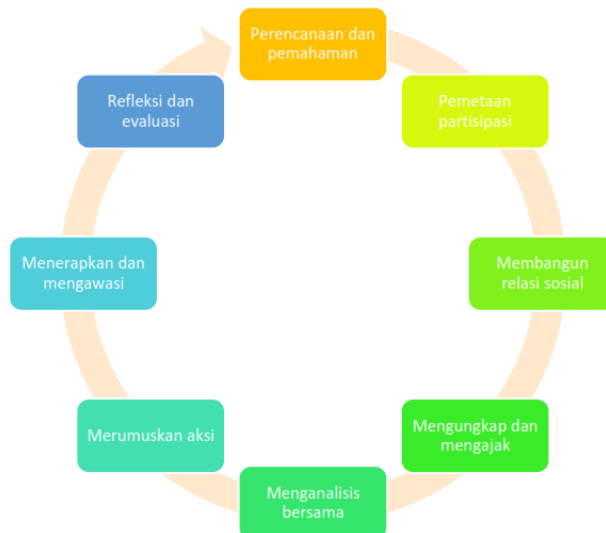 Perencanaan dan
pemahaman
Pemetaan
partisipasi
Membangun
relasi sosial
Mengungkap dan
mengajak
Menganalisis
bersama
Merumuskan aksi
Menerapkan dan
mengawasi
Refleksi dan
evaluasi